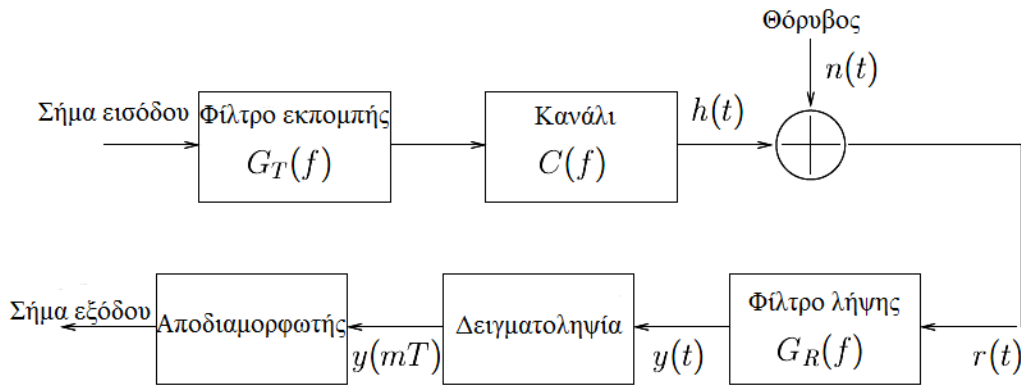 Θόρυβος
n(t)
Σήμα εισόδου
Φίλτρο εκπομπής
G_T(f)
Κανάλι
C(f)
h(t)
Σήμα εξόδου
Αποδιαμορφωτής
y(mT)
Δειγματοληψία
y(t)
Φίλτρο λήψης
G_R(f)
r(t)